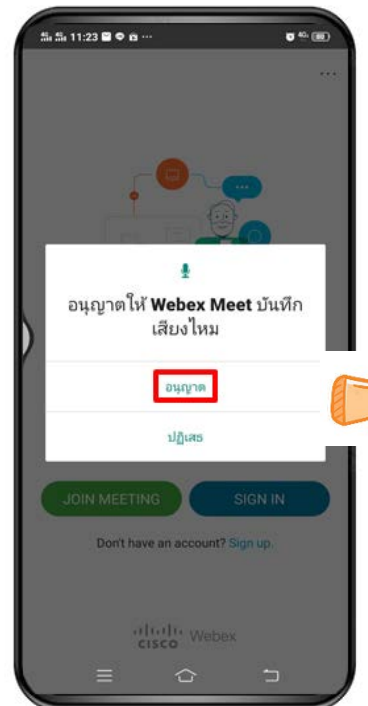 11:23
อนุญาตให้ Webex Meet บันทึก
เสียงไหม
อนุญาต
ปฏิเสธ
JOIN MEETING
SIGN IN
Don't have an account? Sign up.
cisco Webex